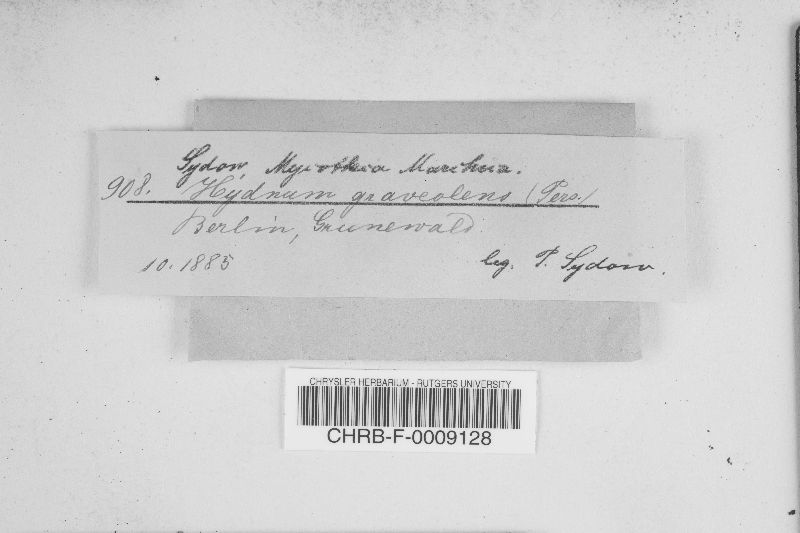 Sydow, Mycotheca Marchica.
908. Hydnum graveolens (Pers.)
Berlin, Grunewald
10. 1885 leg. P. Sydow.
CHRYSLER HERBARIUM - RUTGERS UNIVERSITY
CHRB-F-0009128